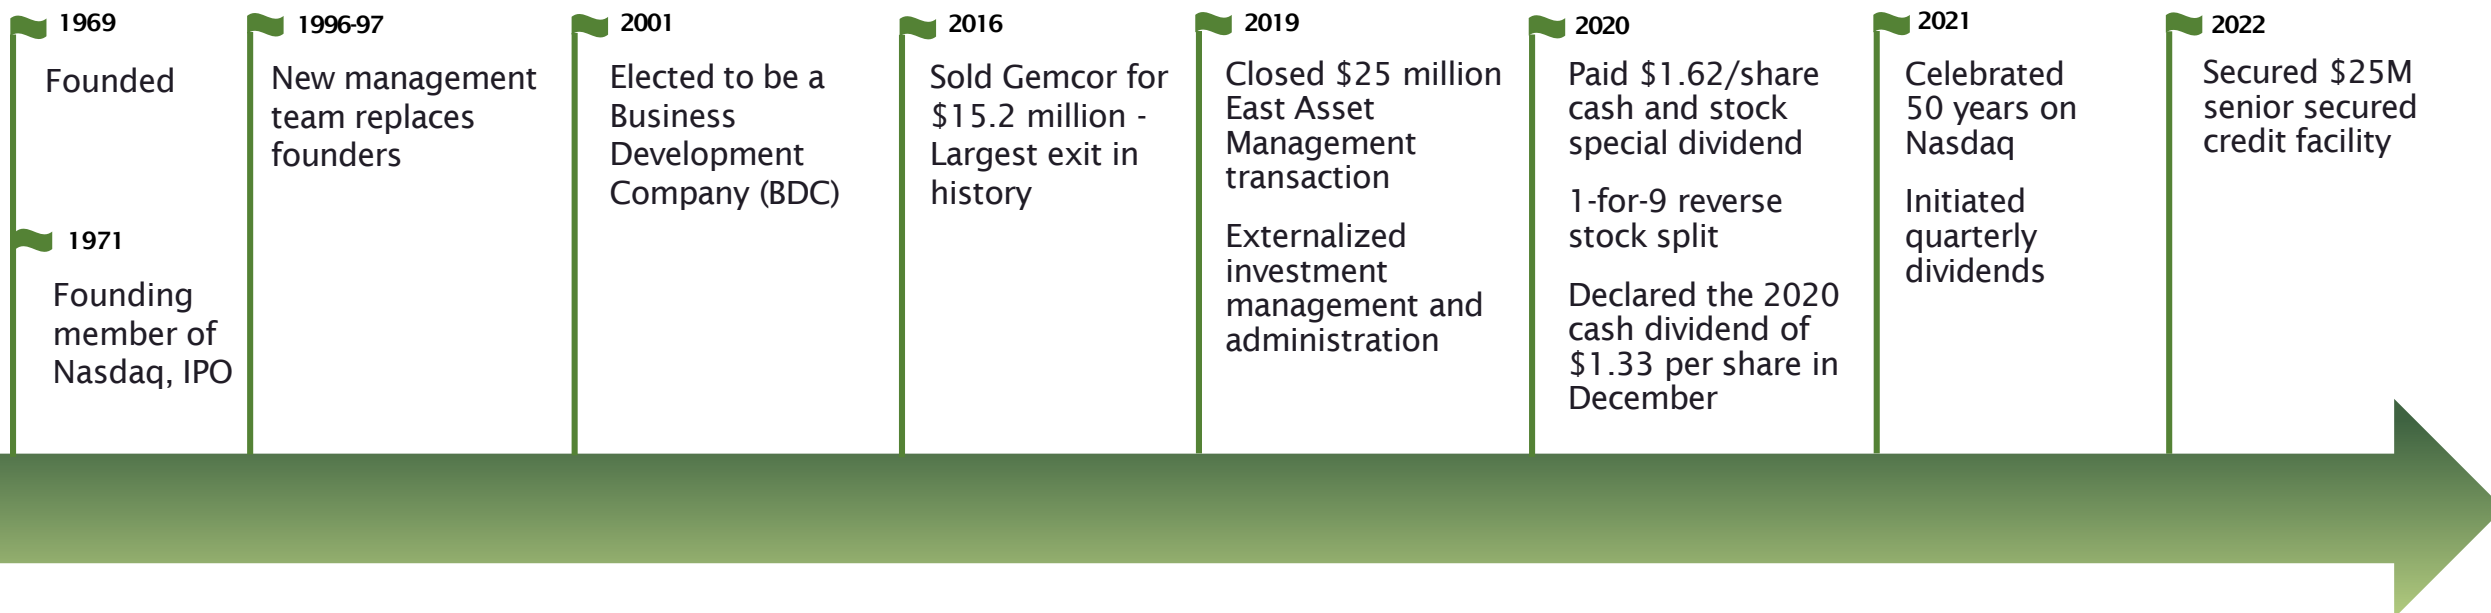 1969
Founded
1971
Founding
member of
Nasdaq, IPO
1996-97
New management
team replaces
founders
2001
Elected to be a
Business
Development
Company (BDC)
2016
Sold Gemcor for
$15.2 million -
Largest exit in
history
2019
Closed $25 million
East Asset
Management
transaction
Externalized
investment
management and
administration
2020
Paid $1.62/share
cash and stock
special dividend
1-for-9 reverse
stock split
Declared the 2020
cash dividend of
$1.33 per share in
December
2021
Celebrated
50 years on
Nasdaq
Initiated
quarterly
dividends
2022
Secured $25M
senior secured
credit facility